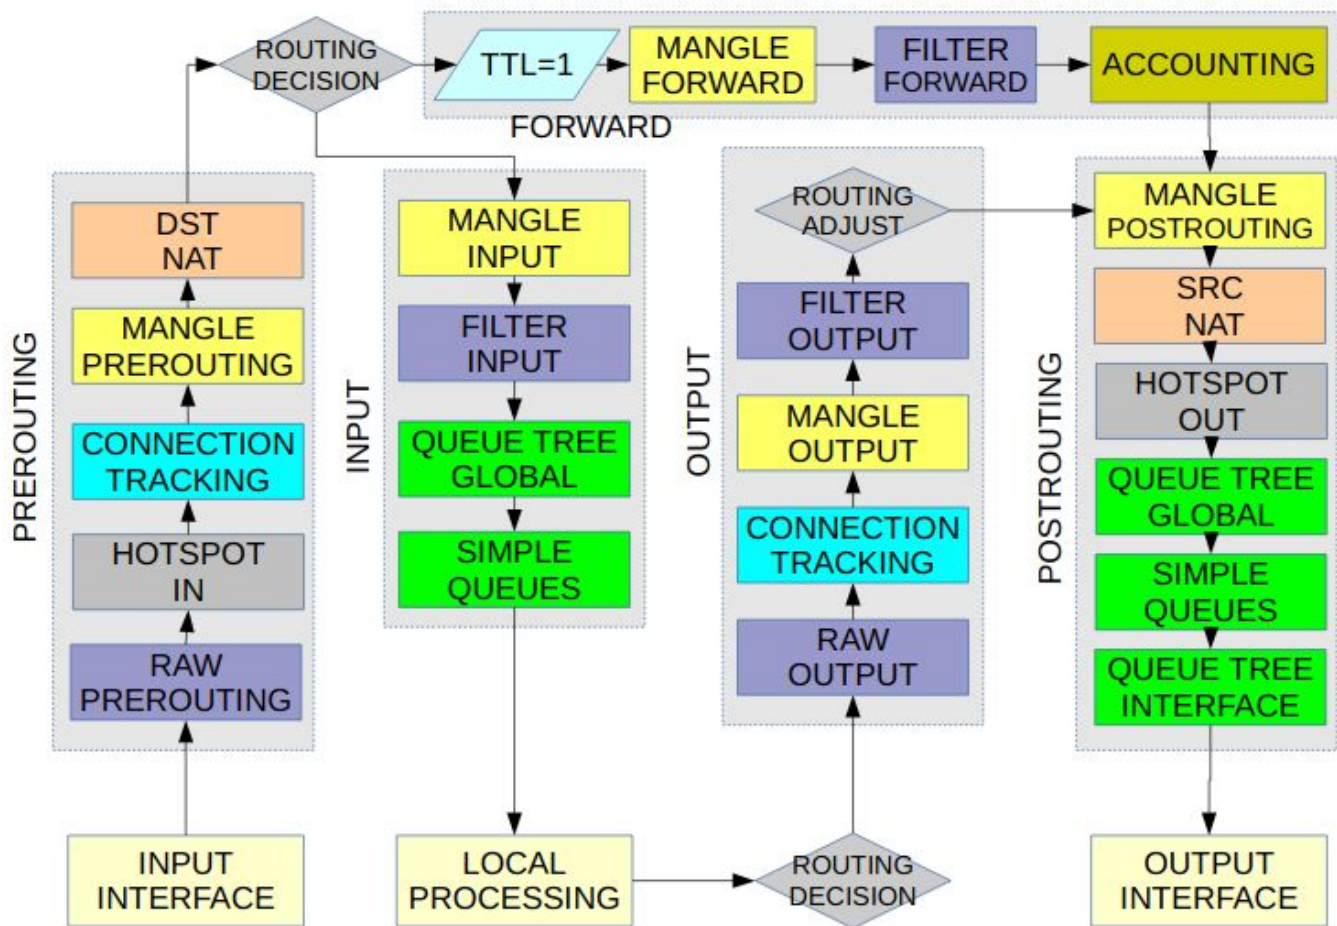 ROUTING
DECISION
TTL=1
MANGLE
FORWARD
FILTER
FORWARD
ACCOUNTING
FORWARD
PREROUTING
DST
NAT
MANGLE
PREROUTING
CONNECTION
TRACKING
HOTSPOT
IN
RAW
PREROUTING
INPUT
INTERFACE
INPUT
MANGLE
INPUT
FILTER
INPUT
QUEUE TREE
GLOBAL
SIMPLE
QUEUES
LOCAL
PROCESSING
OUTPUT
ROUTING
ADJUST
FILTER
OUTPUT
MANGLE
OUTPUT
CONNECTION
TRACKING
RAW
OUTPUT
ROUTING
DECISION
POSTROUTING
MANGLE
POSTROUTING
SRC
NAT
HOTSPOT
OUT
QUEUE TREE
GLOBAL
SIMPLE
QUEUES
QUEUE TREE
INTERFACE
OUTPUT
INTERFACE